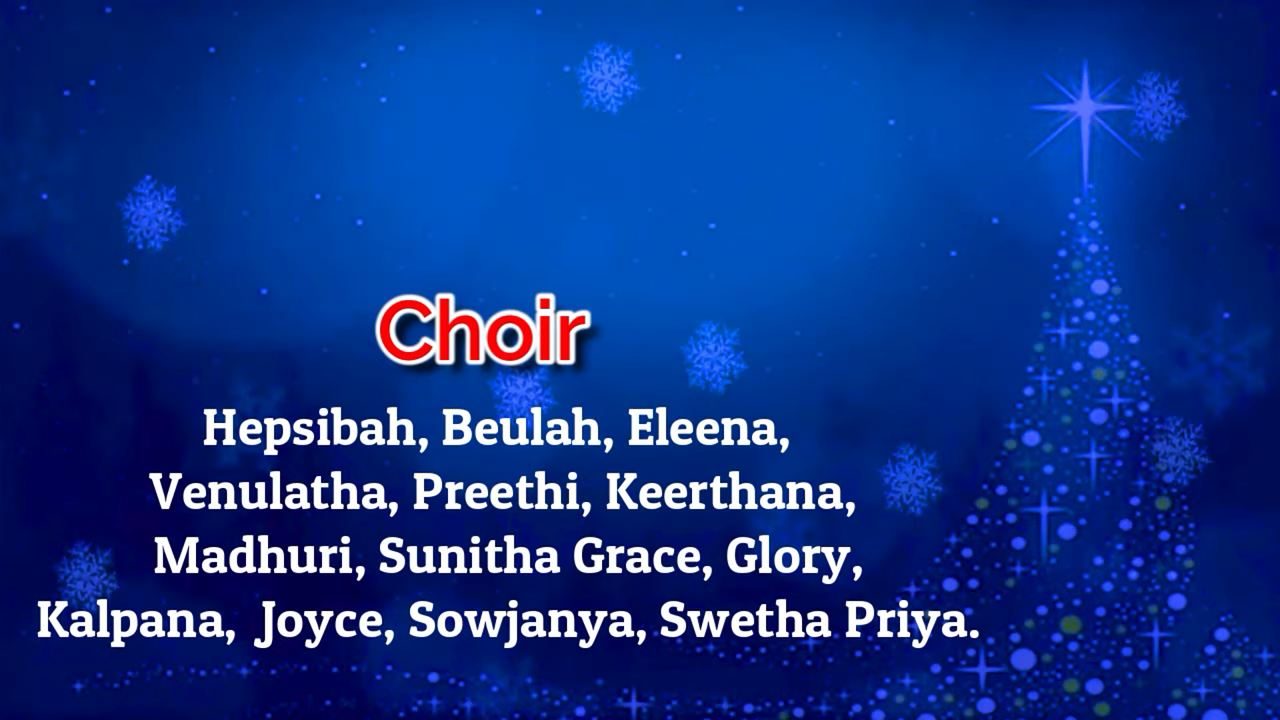 Choir
Hepsibah, Beulah, Eleena,
Venulatha, Preethi, Keerthana,
Madhuri, Sunitha Grace, Glory,
Kalpana,  Joyce, Sowjanya, Swetha Priya.